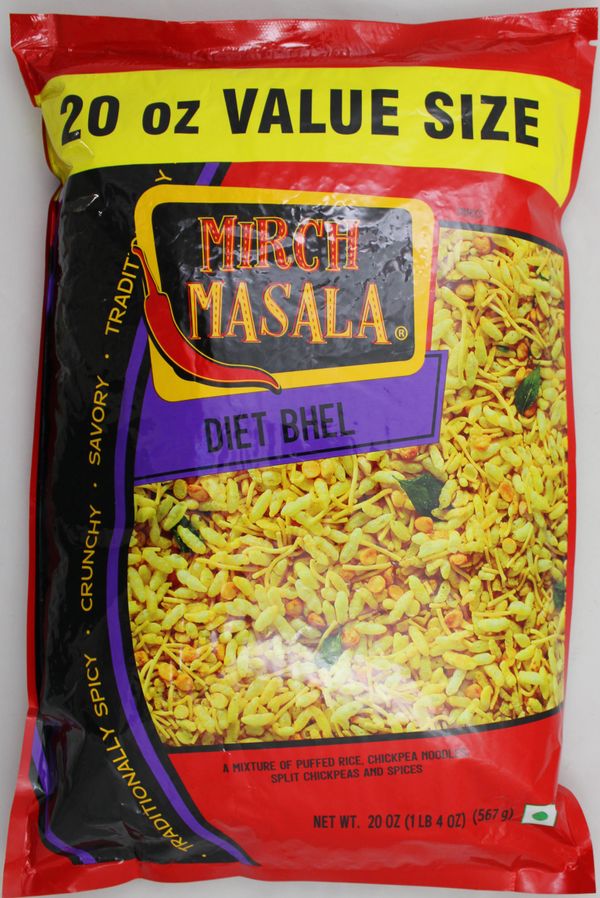 20 oz VALUE SIZE
MIRCH
MASALA®
DIET BHEL
TRADITIONALLY SPICY · CRUNCHY · SAVORY ·
A MIXTURE OF PUFFED RICE, CHICKPEA NOODLES
SPLIT CHICKPEAS AND SPICES
NET WT. 20 OZ (1 LB 4 OZ) (567 g)